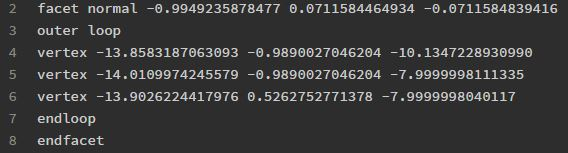 2 facet normal -0.9949235878477 0.0711584464934 -0.0711584839416
3 outer loop
4 vertex -13.8583187063093 -0.9890027046204 -10.1347228930990
5 vertex -14.0109974245579 -0.9890027046204 -7.9999998111335
6 vertex -13.9026224417976 0.5262752771378 -7.9999998040117
7 endloop
8 endfacet